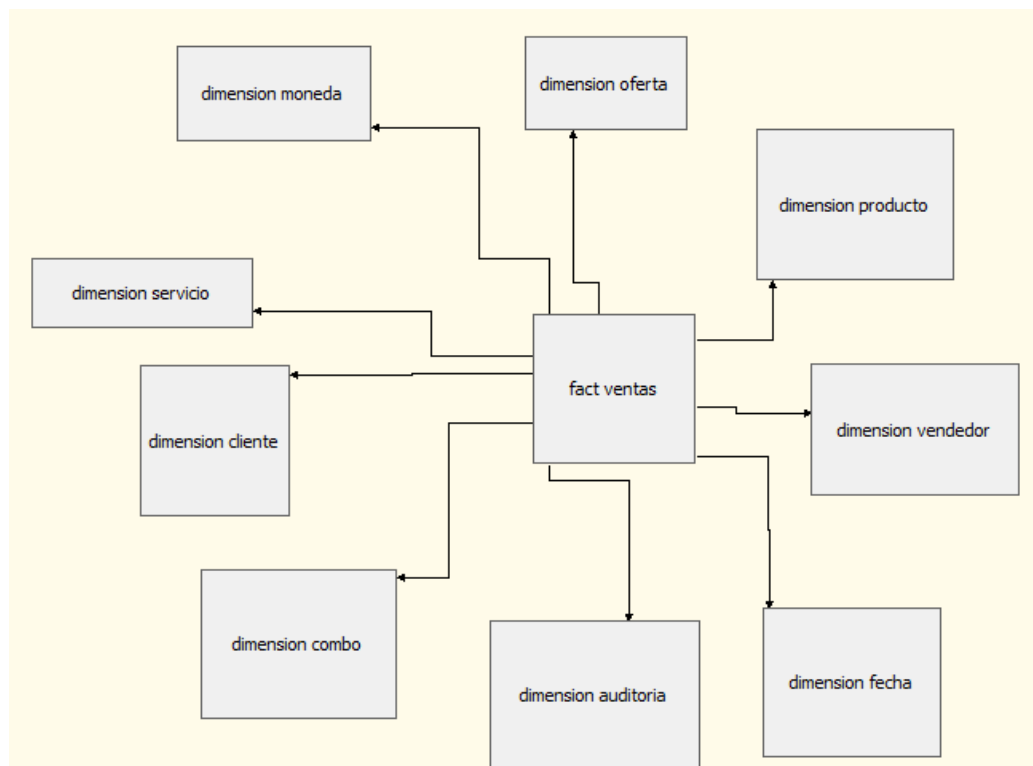 dimension moneda
dimension oferta
dimension producto
dimension servicio
fact ventas
dimension cliente
dimension vendedor
dimension combo
dimension auditoria
dimension fecha